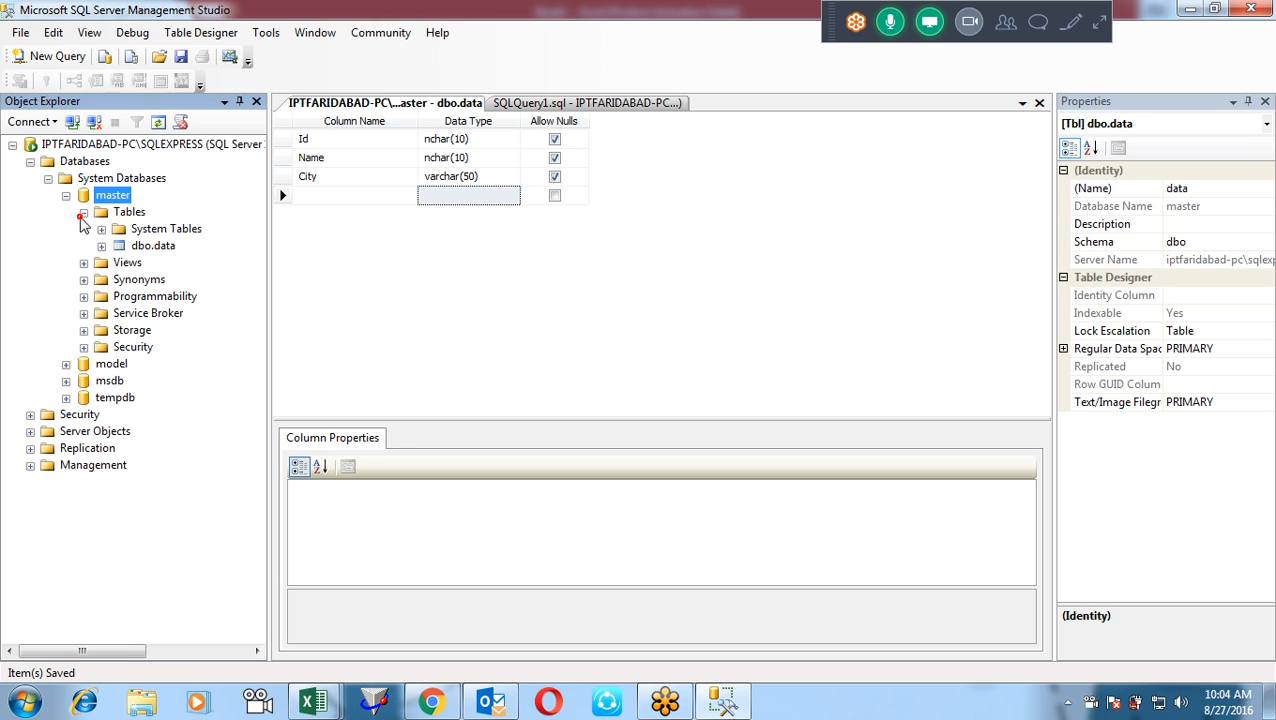 Microsoft SQL Server Management Studio
File Edit View Debug Table Designer Tools Window Community Help
New Query
Object Explorer
Connect
IPTFARIDABAD-PC\SQLEXPRESS (SQL Server
Databases
System Databases
master
Tables
System Tables
dbo.data
Views
Synonyms
Programmability
Service Broker
Storage
Security
model
msdb
tempdb
Security
Server Objects
Replication
Management
IPTFARIDABAD-PC\...aster - dbo.data SQLQuery1.sql - IPTFARIDABAD-PC...)
Column Name Data Type Allow Nulls
Id nchar(10)
Name nchar(10)
City varchar(50)
Column Properties
Properties
[Tbl] dbo.data
(Identity)
(Name) data
Database Name master
Description
Schema dbo
Server Name iptfaridabad-pc\sqlexp
Table Designer
Identity Column
Indexable Yes
Lock Escalation Table
Regular Data Spac PRIMARY
Replicated No
Row GUID Colum
Text/Image Filegr PRIMARY
(Identity)
Item(s) Saved
10:04 AM
8/27/2016